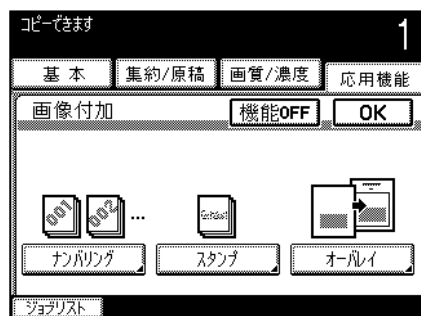 コピーできます
1
基本 集約/原稿 画質/濃度 応用機能
画像付加 機能OFF OK
001 002 ...
ナンバリング スタンプ オーバレイ
ジョブリスト